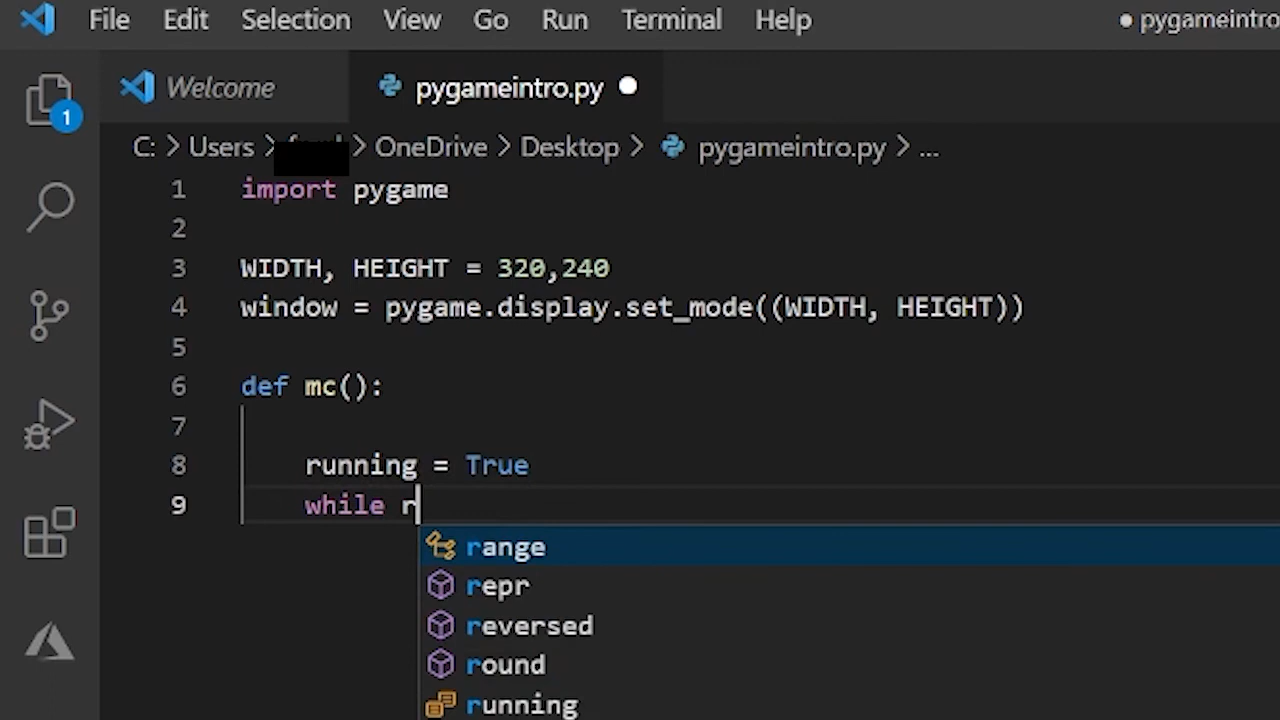 File Edit Selection View Go Run Terminal Help ● pygameintro
Welcome pygameintro.py ●
1
C: > Users > > OneDrive > Desktop > pygameintro.py > ...
1 import pygame
2
3 WIDTH, HEIGHT = 320,240
4 window = pygame.display.set_mode((WIDTH, HEIGHT))
5
6 def mc():
7
8 running = True
9 while r
range
repr
reversed
round
running